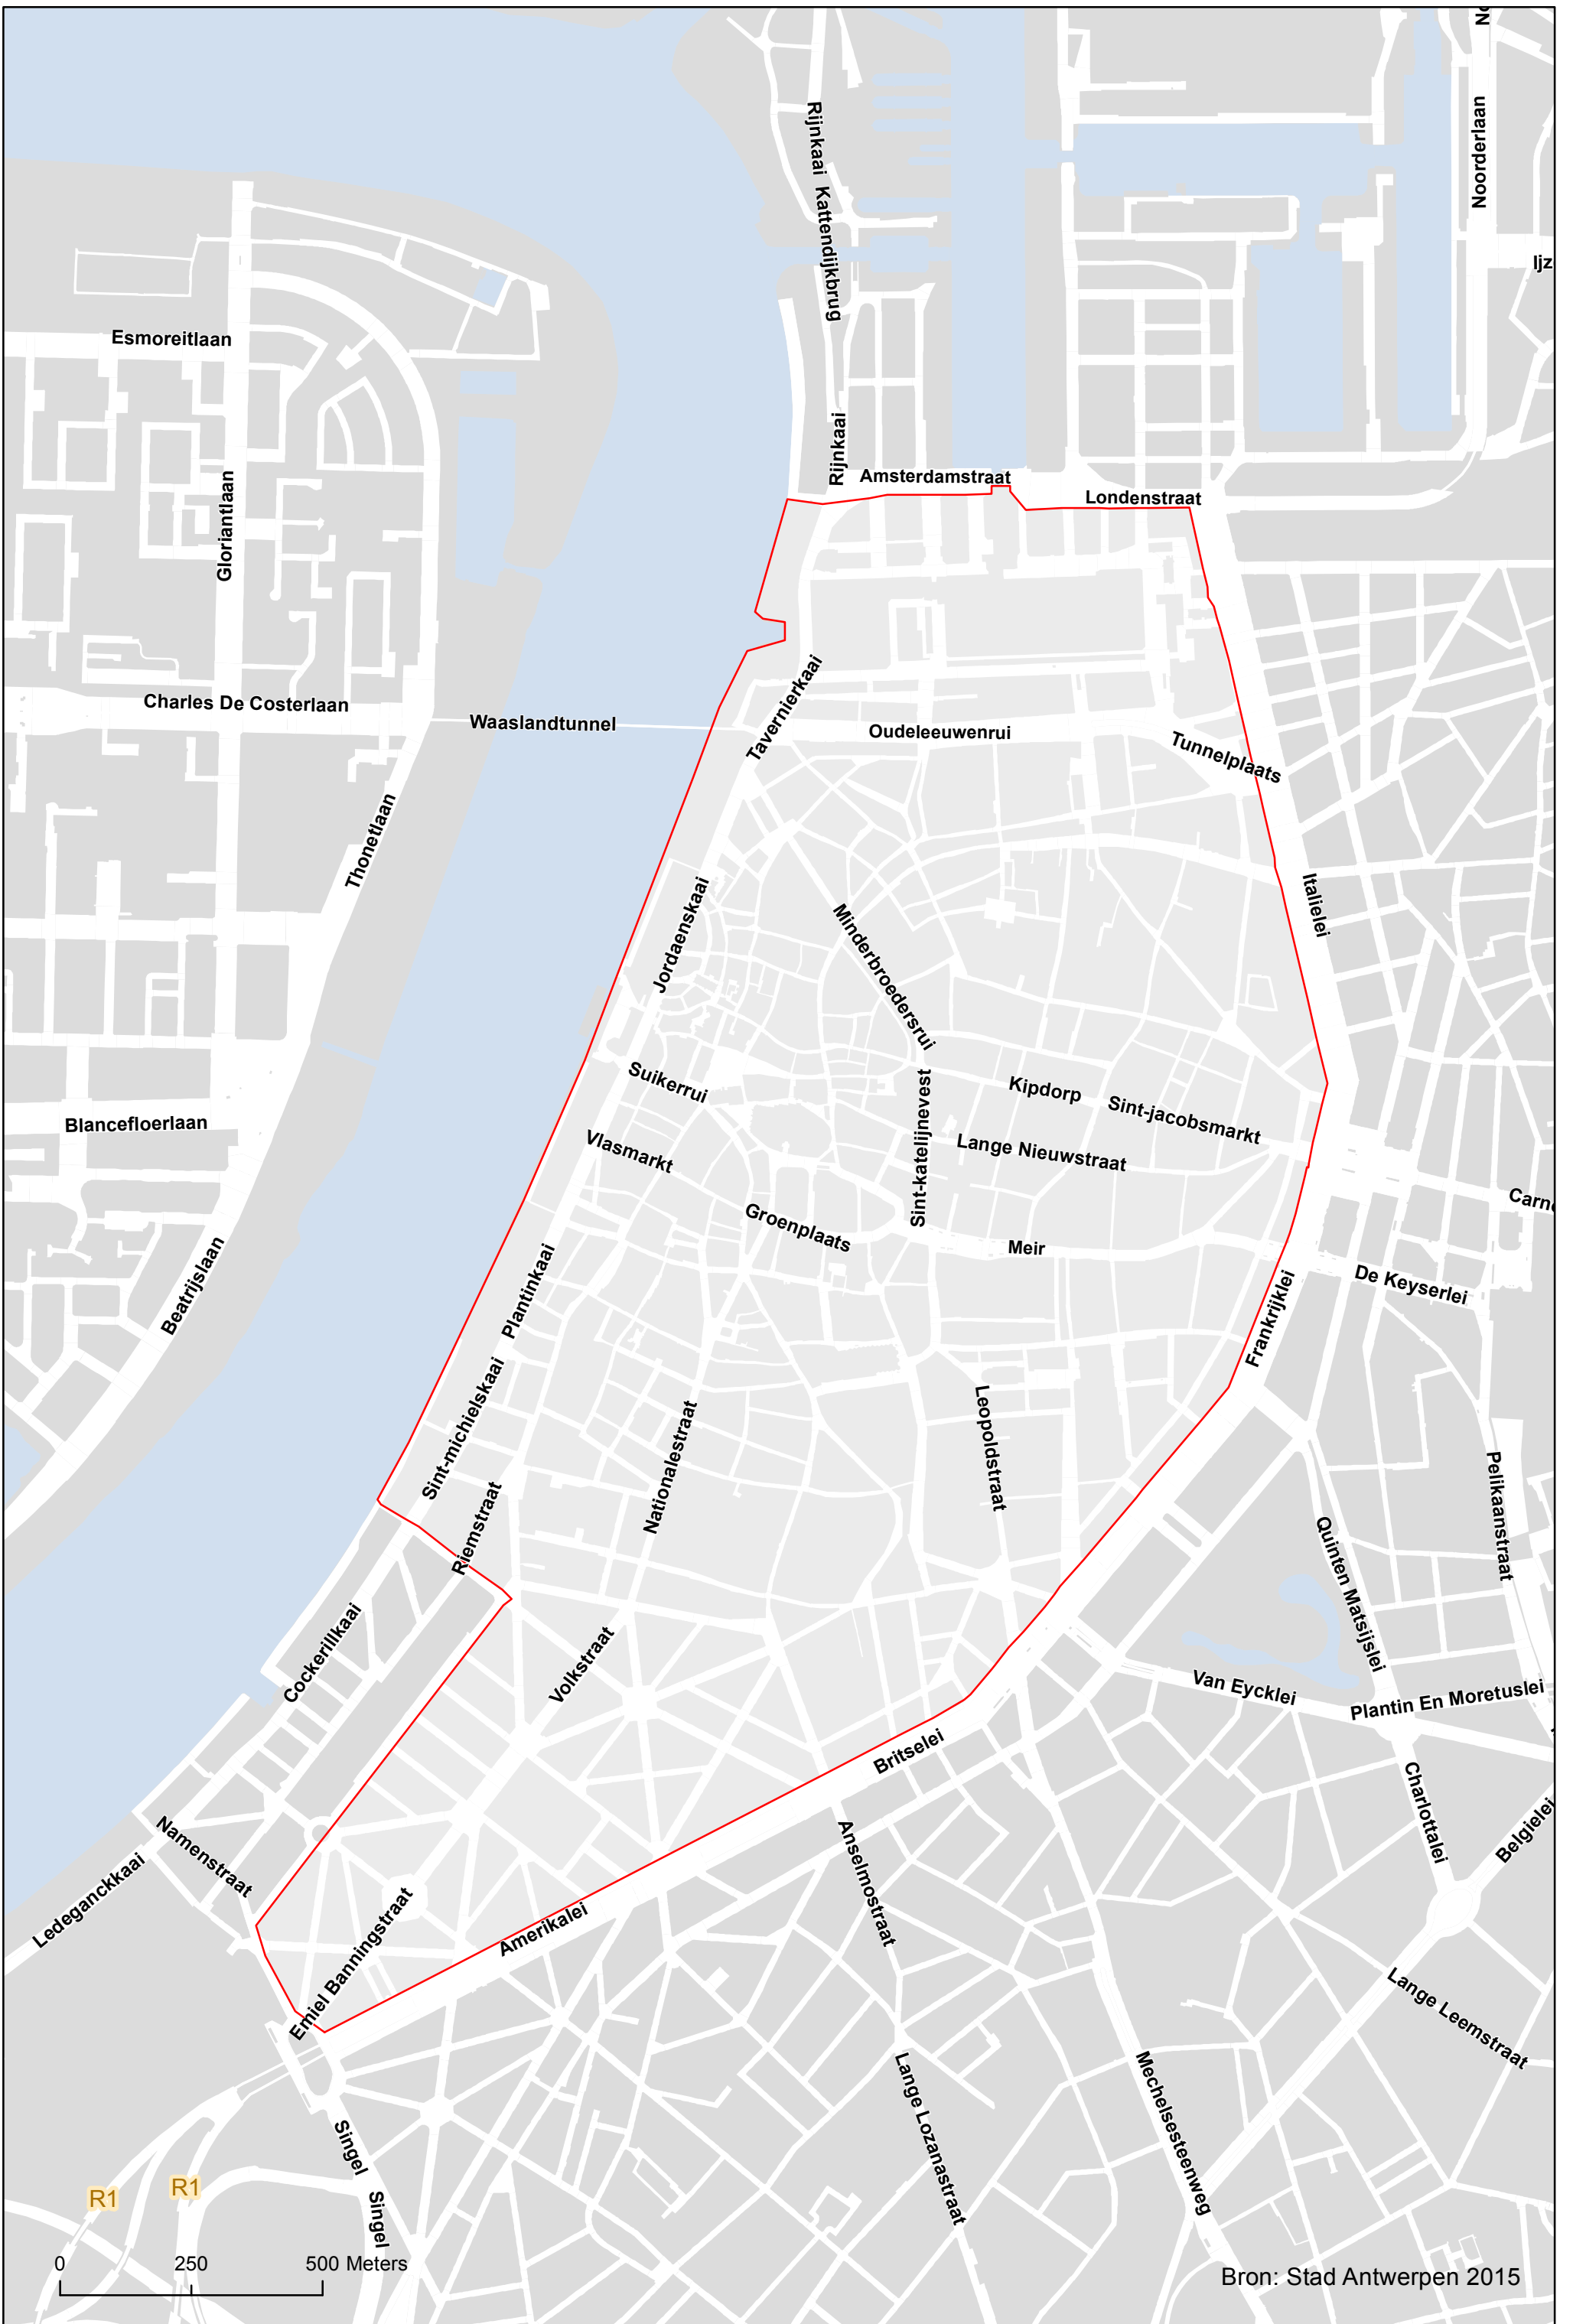 No
Rijnkaai
Noorderlaan
Kattendijkbrug
Ijz
Esmoreitlaan
Rijnkaai
Amsterdamstraat
Londenstraat
Gloriantlaan
Charles De Costerlaan
Waaslandtunnel
Tavernierkaai
Oudeleeuwenrui
Tunnelplaats
Thonetlaan
Jordaenskaai
Minderbroedersrui
Italielei
Suikerrui
Kipdorp
Sint-jacobsmarkt
Blancefloerlaan
Vlasmarkt
Sint-katelijnevest
Lange Nieuwstraat
Carn
Groenplaats
Meir
Beatrijslaan
Plantinkaai
De Keyserlei
Frankrijklei
Sint-michielskaai
Nationalestraat
Leopoldstraat
Riemstraat
Pelikaanstraat
Quinten Matsijslei
Cockerillkaai
Volkstraat
Van Eycklei
Plantin En Moretuslei
Britselei
Charlottalei
Belgielei
Namenstraat
Anselmostraat
Ledeganckkaai
Emiel Banningstraat
Amerikalei
Lange Leemstraat
Lange Lozanastraat
Mechelsesteenweg
Singel
R1
R1
Singel
0 250 500 Meters
Bron: Stad Antwerpen 2015